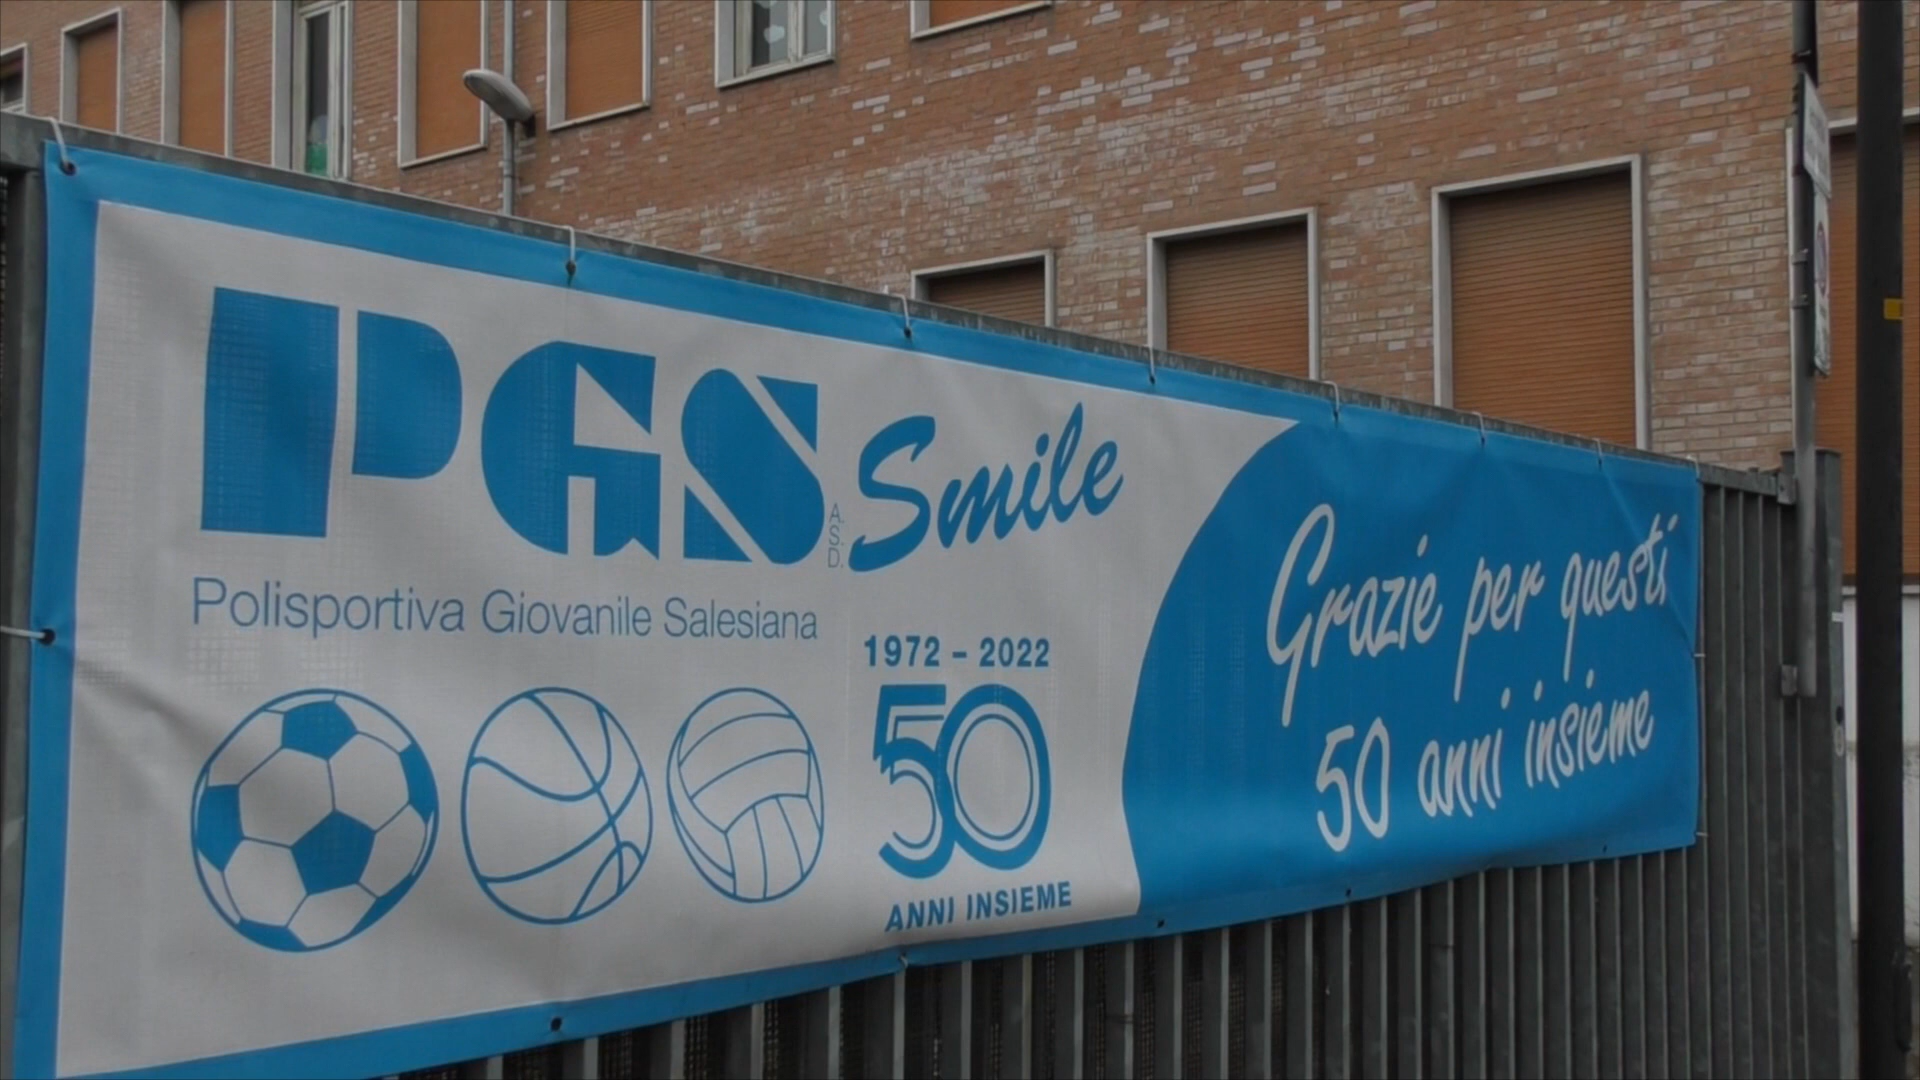 PGS A.S.D. Smile
Polisportiva Giovanile Salesiana
1972 - 2022
50
ANNI INSIEME
Grazie per questi
50 anni insieme